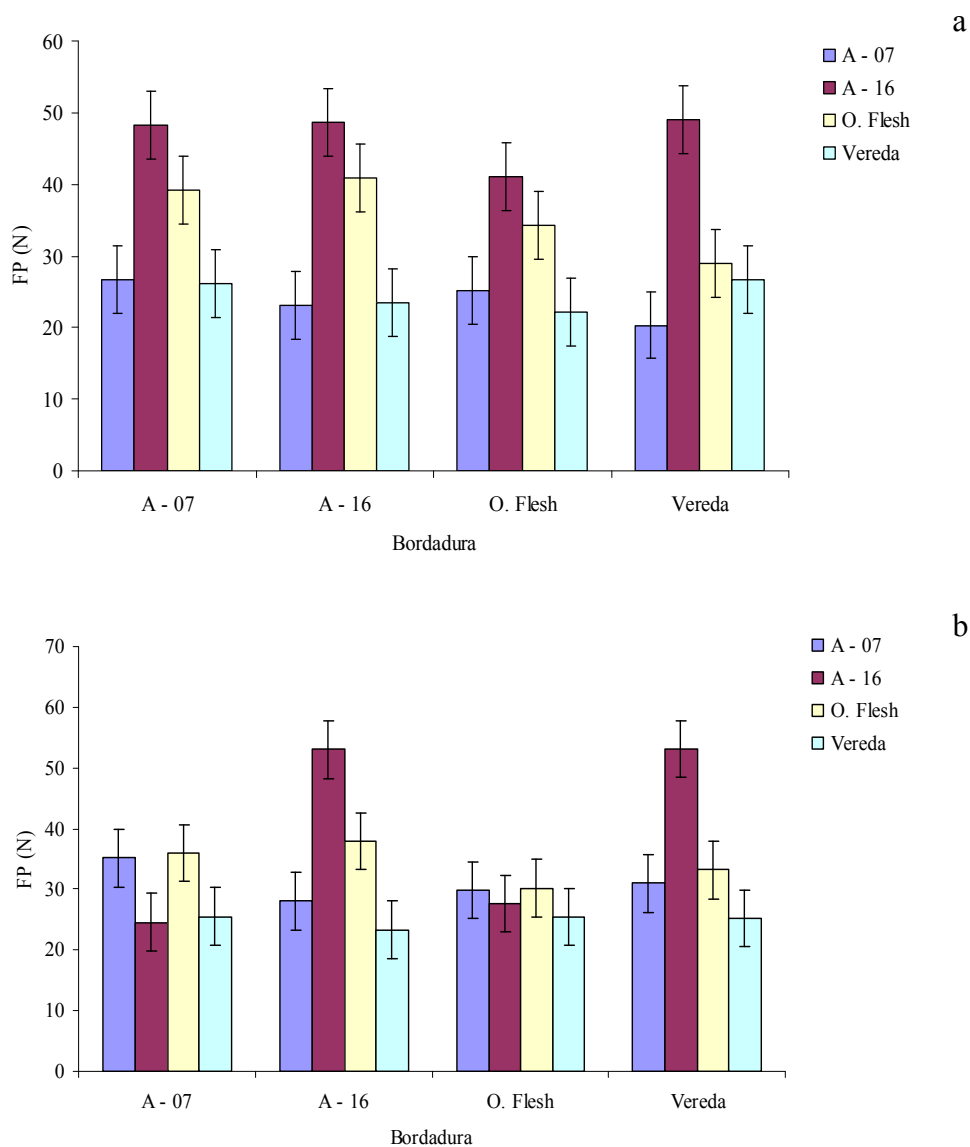 a
60
50
40
30
20
10
0
FP (N)
A - 07
A - 16
O. Flesh
Vereda
A - 07 A - 16 O. Flesh Vereda
Bordadura
b
70
60
50
40
30
20
10
0
FP (N)
A - 07
A - 16
O. Flesh
Vereda
A - 07 A - 16 O. Flesh Vereda
Bordadura